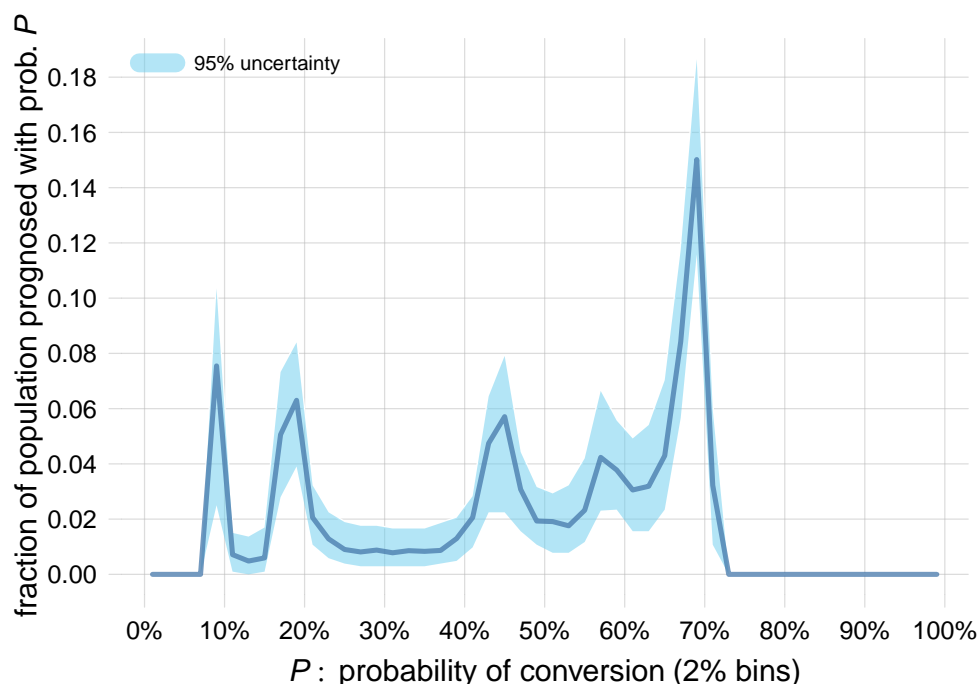 fraction of population prognosed with prob. P
95% uncertainty
0.18
0.16
0.14
0.12
0.10
0.08
0.06
0.04
0.02
0.00
0% 10% 20% 30% 40% 50% 60% 70% 80% 90% 100%
P : probability of conversion (2% bins)